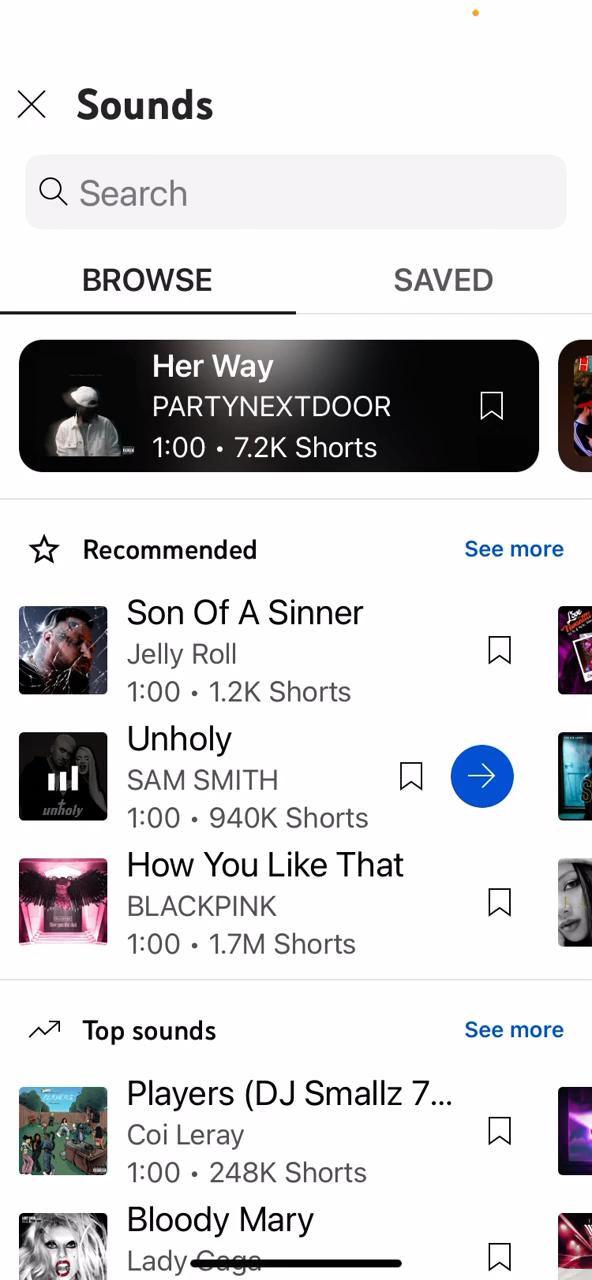 Sounds
Search
BROWSE
SAVED
Her Way
PARTYNEXTDOOR
1:00 • 7.2K Shorts
Recommended
See more
Son Of A Sinner
Jelly Roll
1:00 • 1.2K Shorts
Unholy
SAM SMITH
1:00 • 940K Shorts
unholy
How You Like That
BLACKPINK
1:00 • 1.7M Shorts
Top sounds
See more
Players (DJ Smallz 7...
Coi Leray
1:00 • 248K Shorts
PLAYERS
Bloody Mary
Lady Gaga